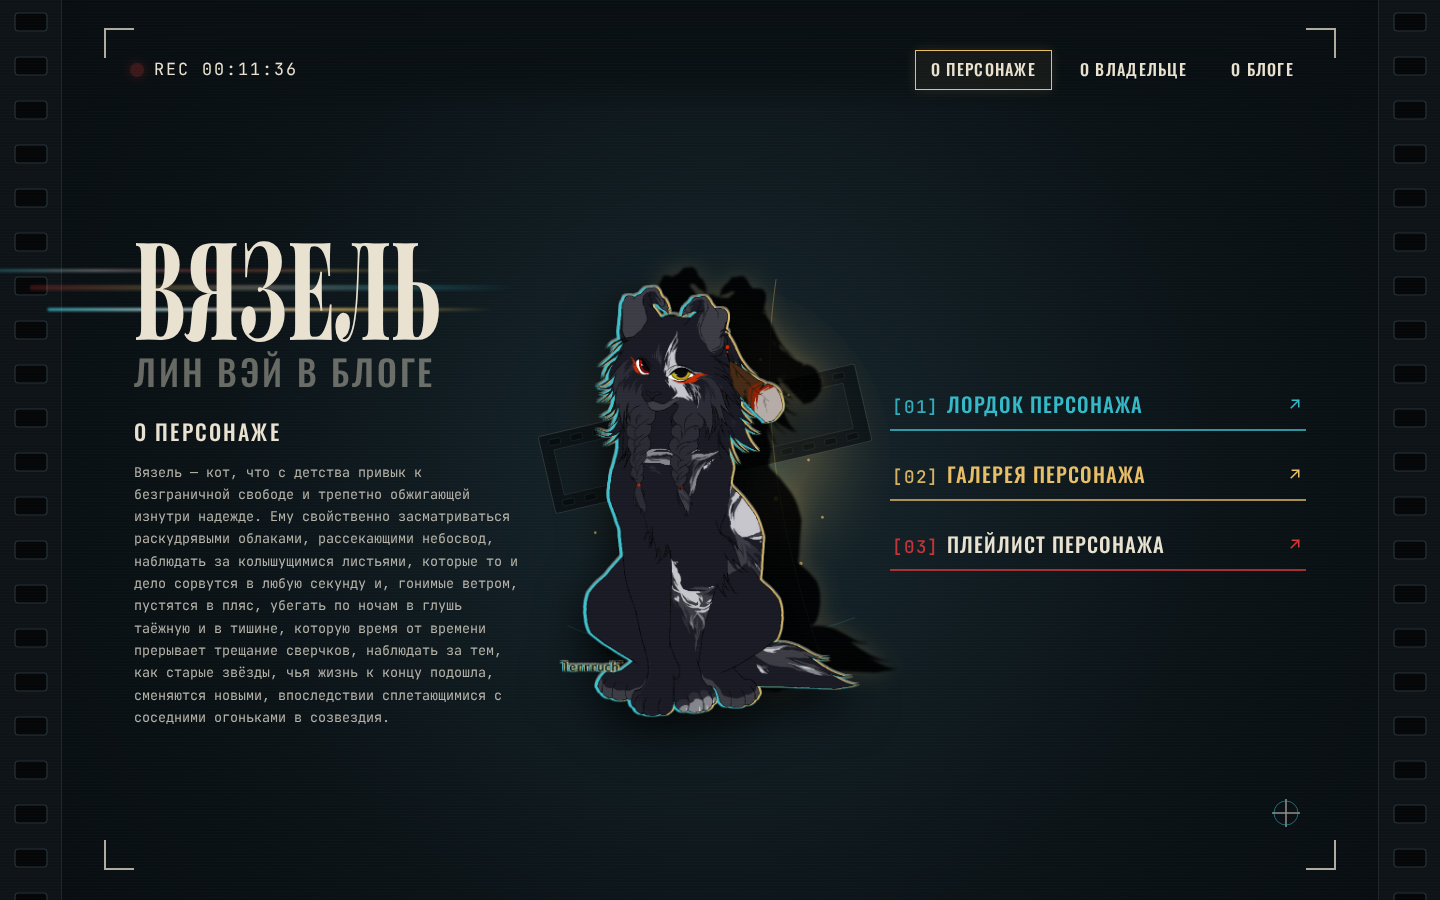 REC 00:11:36
О ПЕРСОНАЖЕ
О ВЛАДЕЛЬЦЕ
О БЛОГЕ
ВЯЗЕЛЬ
ЛИН ВЭЙ В БЛОГЕ
О ПЕРСОНАЖЕ
Вязель — кот, что с детства привык к
безграничной свободе и трепетно обжигающей
изнутри надежде. Ему свойственно засматриваться
раскудрявыми облаками, рассекающими небосвод,
наблюдать за колышущимися листьями, которые то и
дело сорвутся в любую секунду и, гонимые ветром,
пустятся в пляс, убегать по ночам в глушь
таёжную и в тишине, которую время от времени
прерывает трещание сверчков, наблюдать за тем,
как старые звёзды, чья жизнь к концу подошла,
сменяются новыми, впоследствии сплетающимися с
соседними огоньками в созвездия.
[01] ЛОРДОК ПЕРСОНАЖА
[02] ГАЛЕРЕЯ ПЕРСОНАЖА
[03] ПЛЕЙЛИСТ ПЕРСОНАЖА